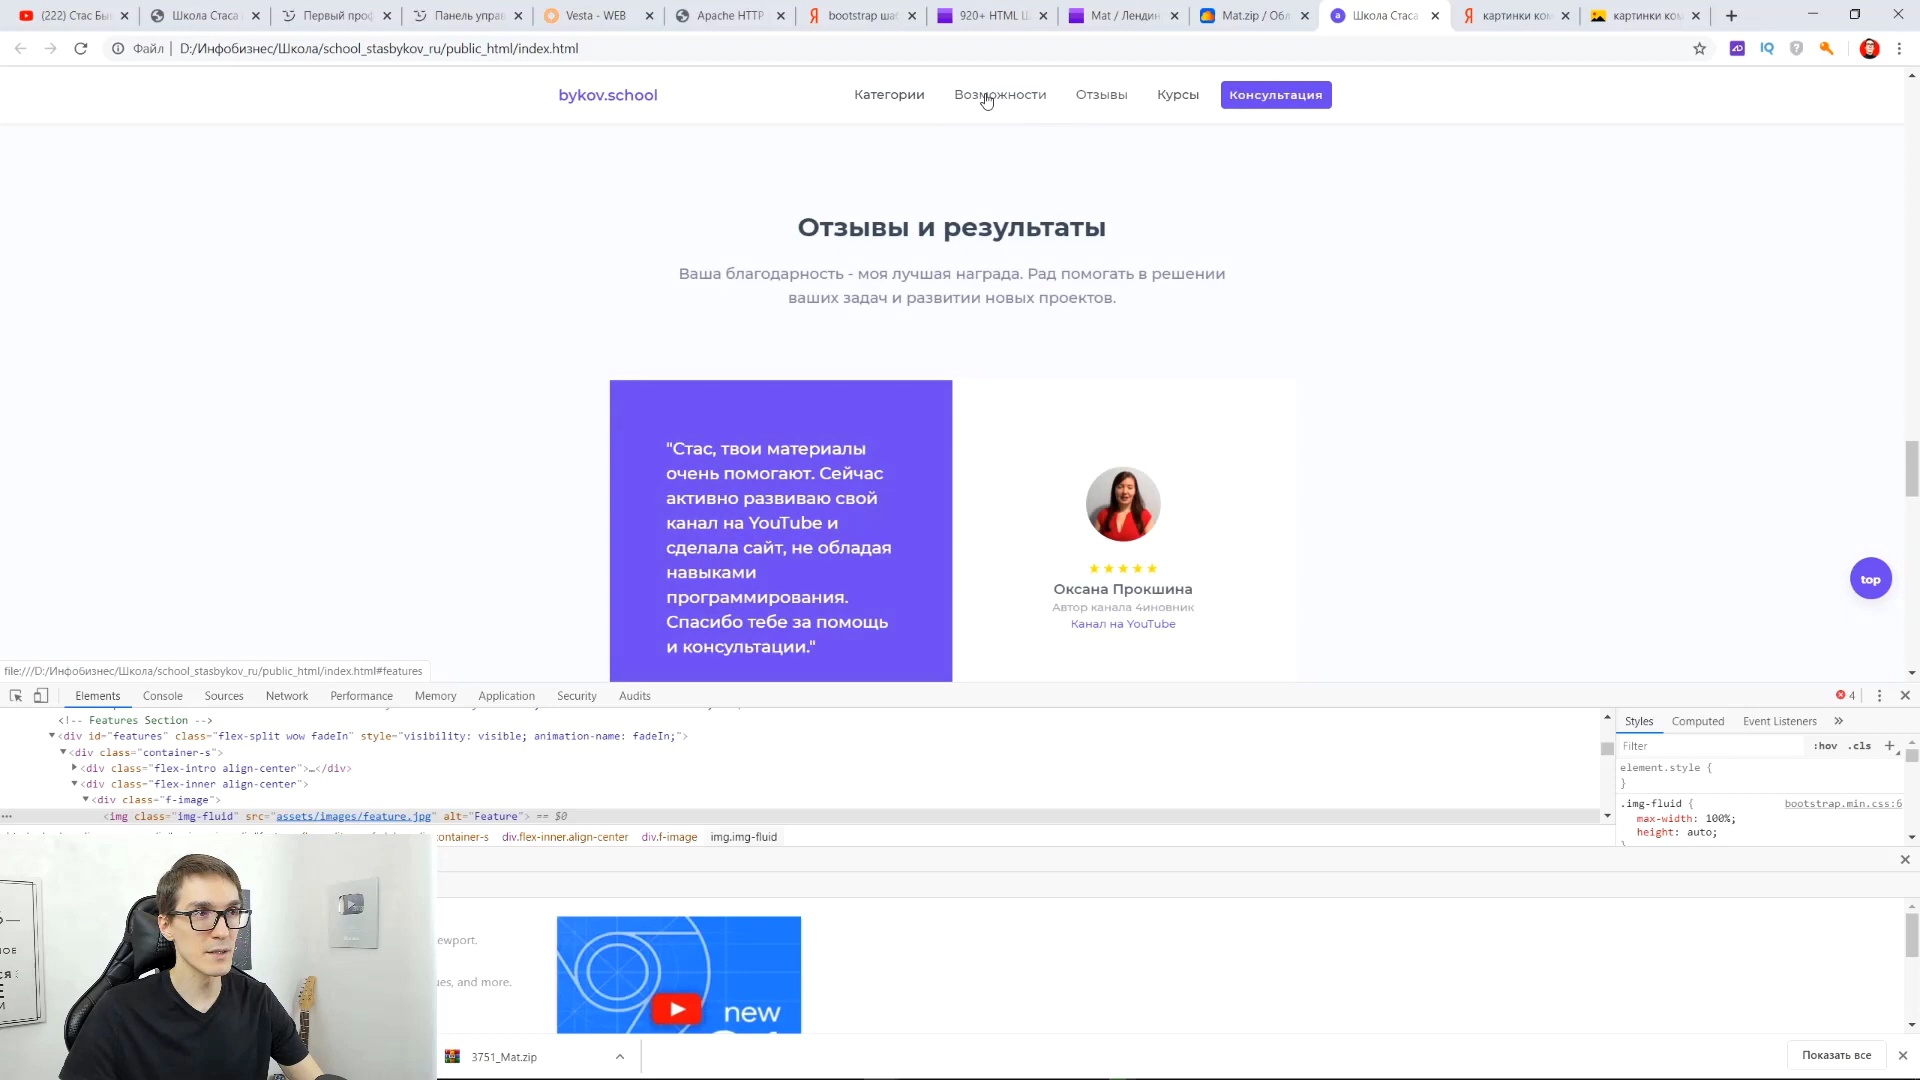 (222) Стас Бы
Школа Стаса
Первый проф
Панель управ
Vesta - WEB
Apache HTTP
bootstrap ша
920+ HTML Ш
Mat / Лендин
Mat.zip / Обл
Школа Стаса
картинки ком
картинки ком
Файл
D:/Инфобизнес/Школа/school_stasbykov_ru/public_html/index.html
IQ
bykov.school
Категории
Возможности
Отзывы
Курсы
Консультация
Отзывы и результаты
Ваша благодарность - моя лучшая награда. Рад помогать в решении
ваших задач и развитии новых проектов.
"Стас, твои материалы
очень помогают. Сейчас
активно развиваю свой
канал на YouTube и
сделала сайт, не обладая
навыками
программирования.
Спасибо тебе за помощь
и консультации."
★★★★★
Оксана Прокшина
Автор канала 4иновник
Канал на YouTube
top
file:///D:/Инфобизнес/Школа/school_stasbykov_ru/public_html/index.html#features
Elements
Console
Sources
Network
Performance
Memory
Application
Security
Audits
4
<!-- Features Section -->
<div id="features" class="flex-split wow fadeIn" style="visibility: visible; animation-name: fadeIn;">
<div class="container-s">
<div class="flex-intro align-center">…</div>
<div class="flex-inner align-center">
<div class="f-image">
<img class="img-fluid" src="assets/images/feature.jpg" alt="Feature"> == $0
ontainer-s
div.flex-inner.align-center
div.f-image
img.img-fluid
Styles
Computed
Event Listeners
Filter
:hov
.cls
element.style {
}
.img-fluid {
bootstrap.min.css:6
max-width: 100%;
height: auto;
ewport.
ues, and more.
new
3751_Mat.zip
Показать все